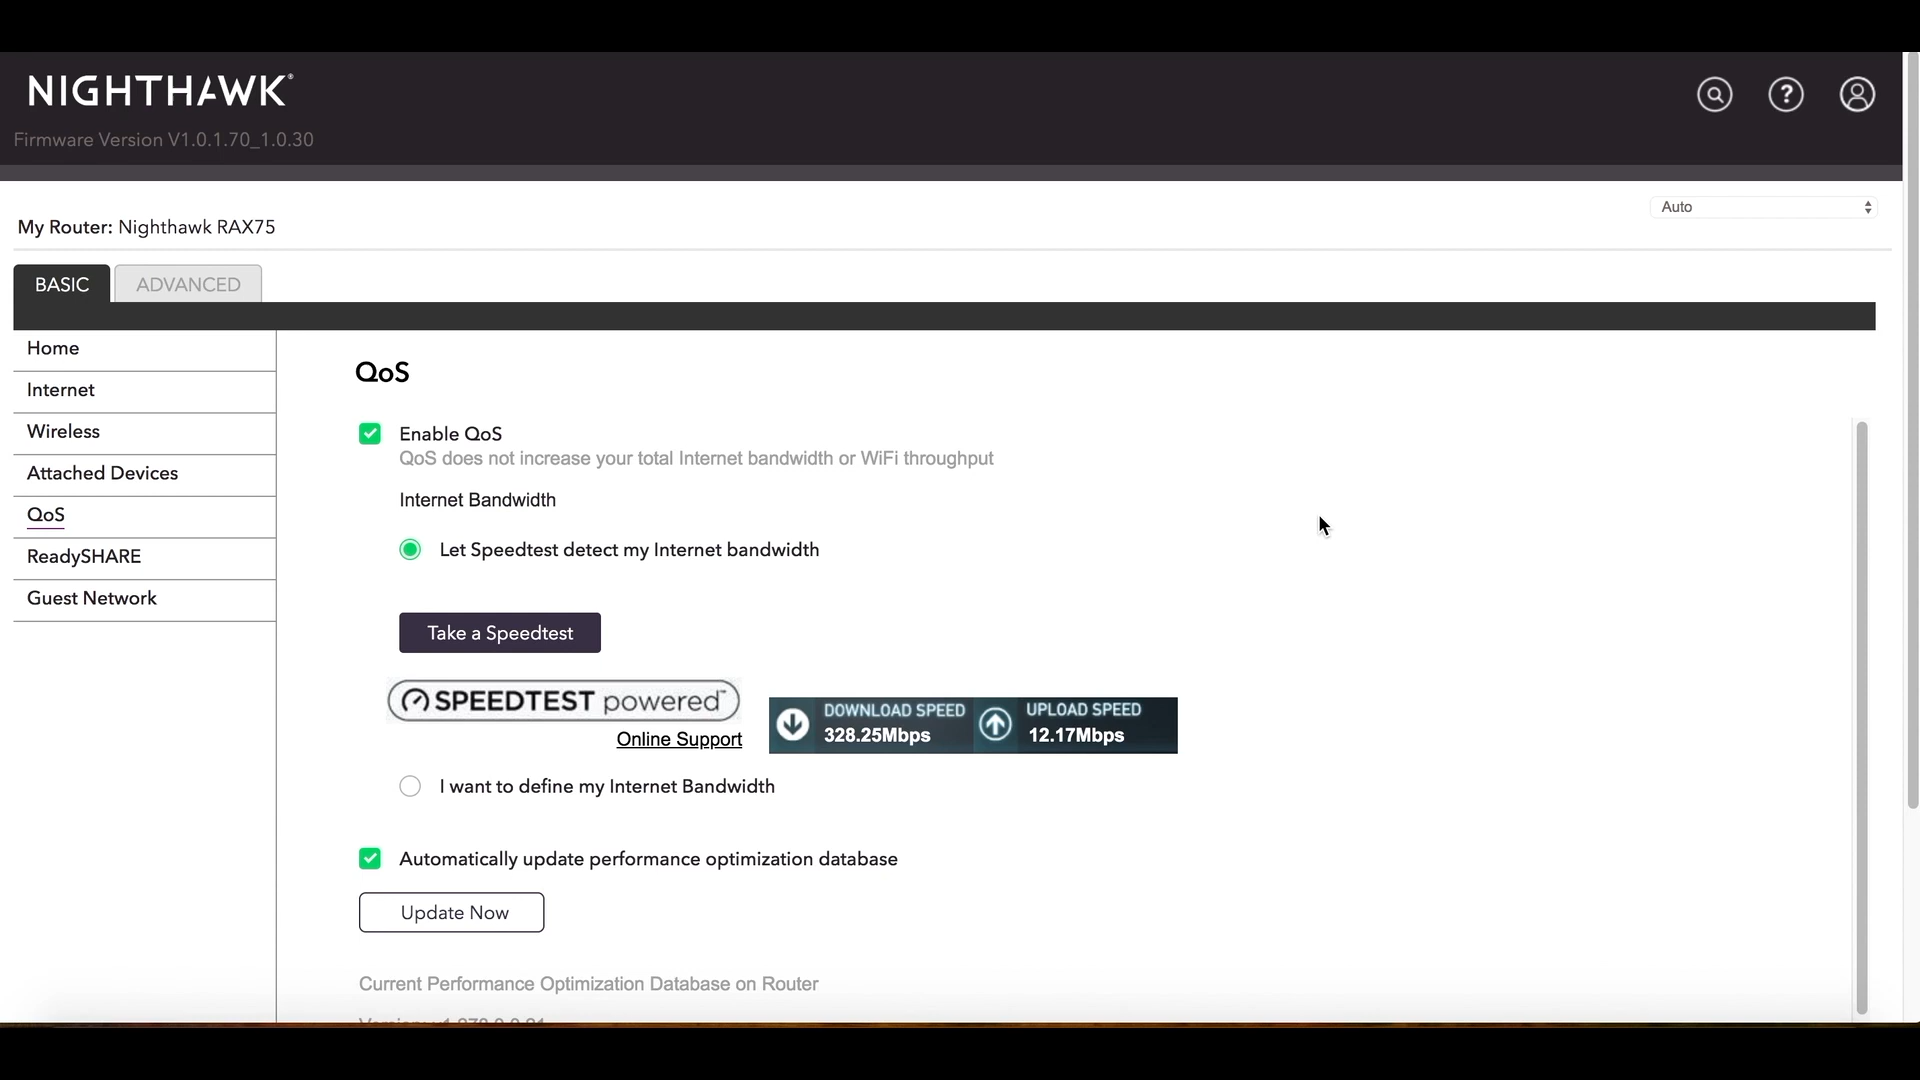 NIGHTHAWK®
Firmware Version V1.0.1.70_1.0.30
Auto
My Router: Nighthawk RAX75
BASIC
ADVANCED
Home
Internet
Wireless
Attached Devices
QoS
ReadySHARE
Guest Network
QoS
Enable QoS
QoS does not increase your total Internet bandwidth or WiFi throughput
Internet Bandwidth
Let Speedtest detect my Internet bandwidth
Take a Speedtest
SPEEDTEST powered™
Online Support
DOWNLOAD SPEED
328.25Mbps
UPLOAD SPEED
12.17Mbps
I want to define my Internet Bandwidth
Automatically update performance optimization database
Update Now
Current Performance Optimization Database on Router